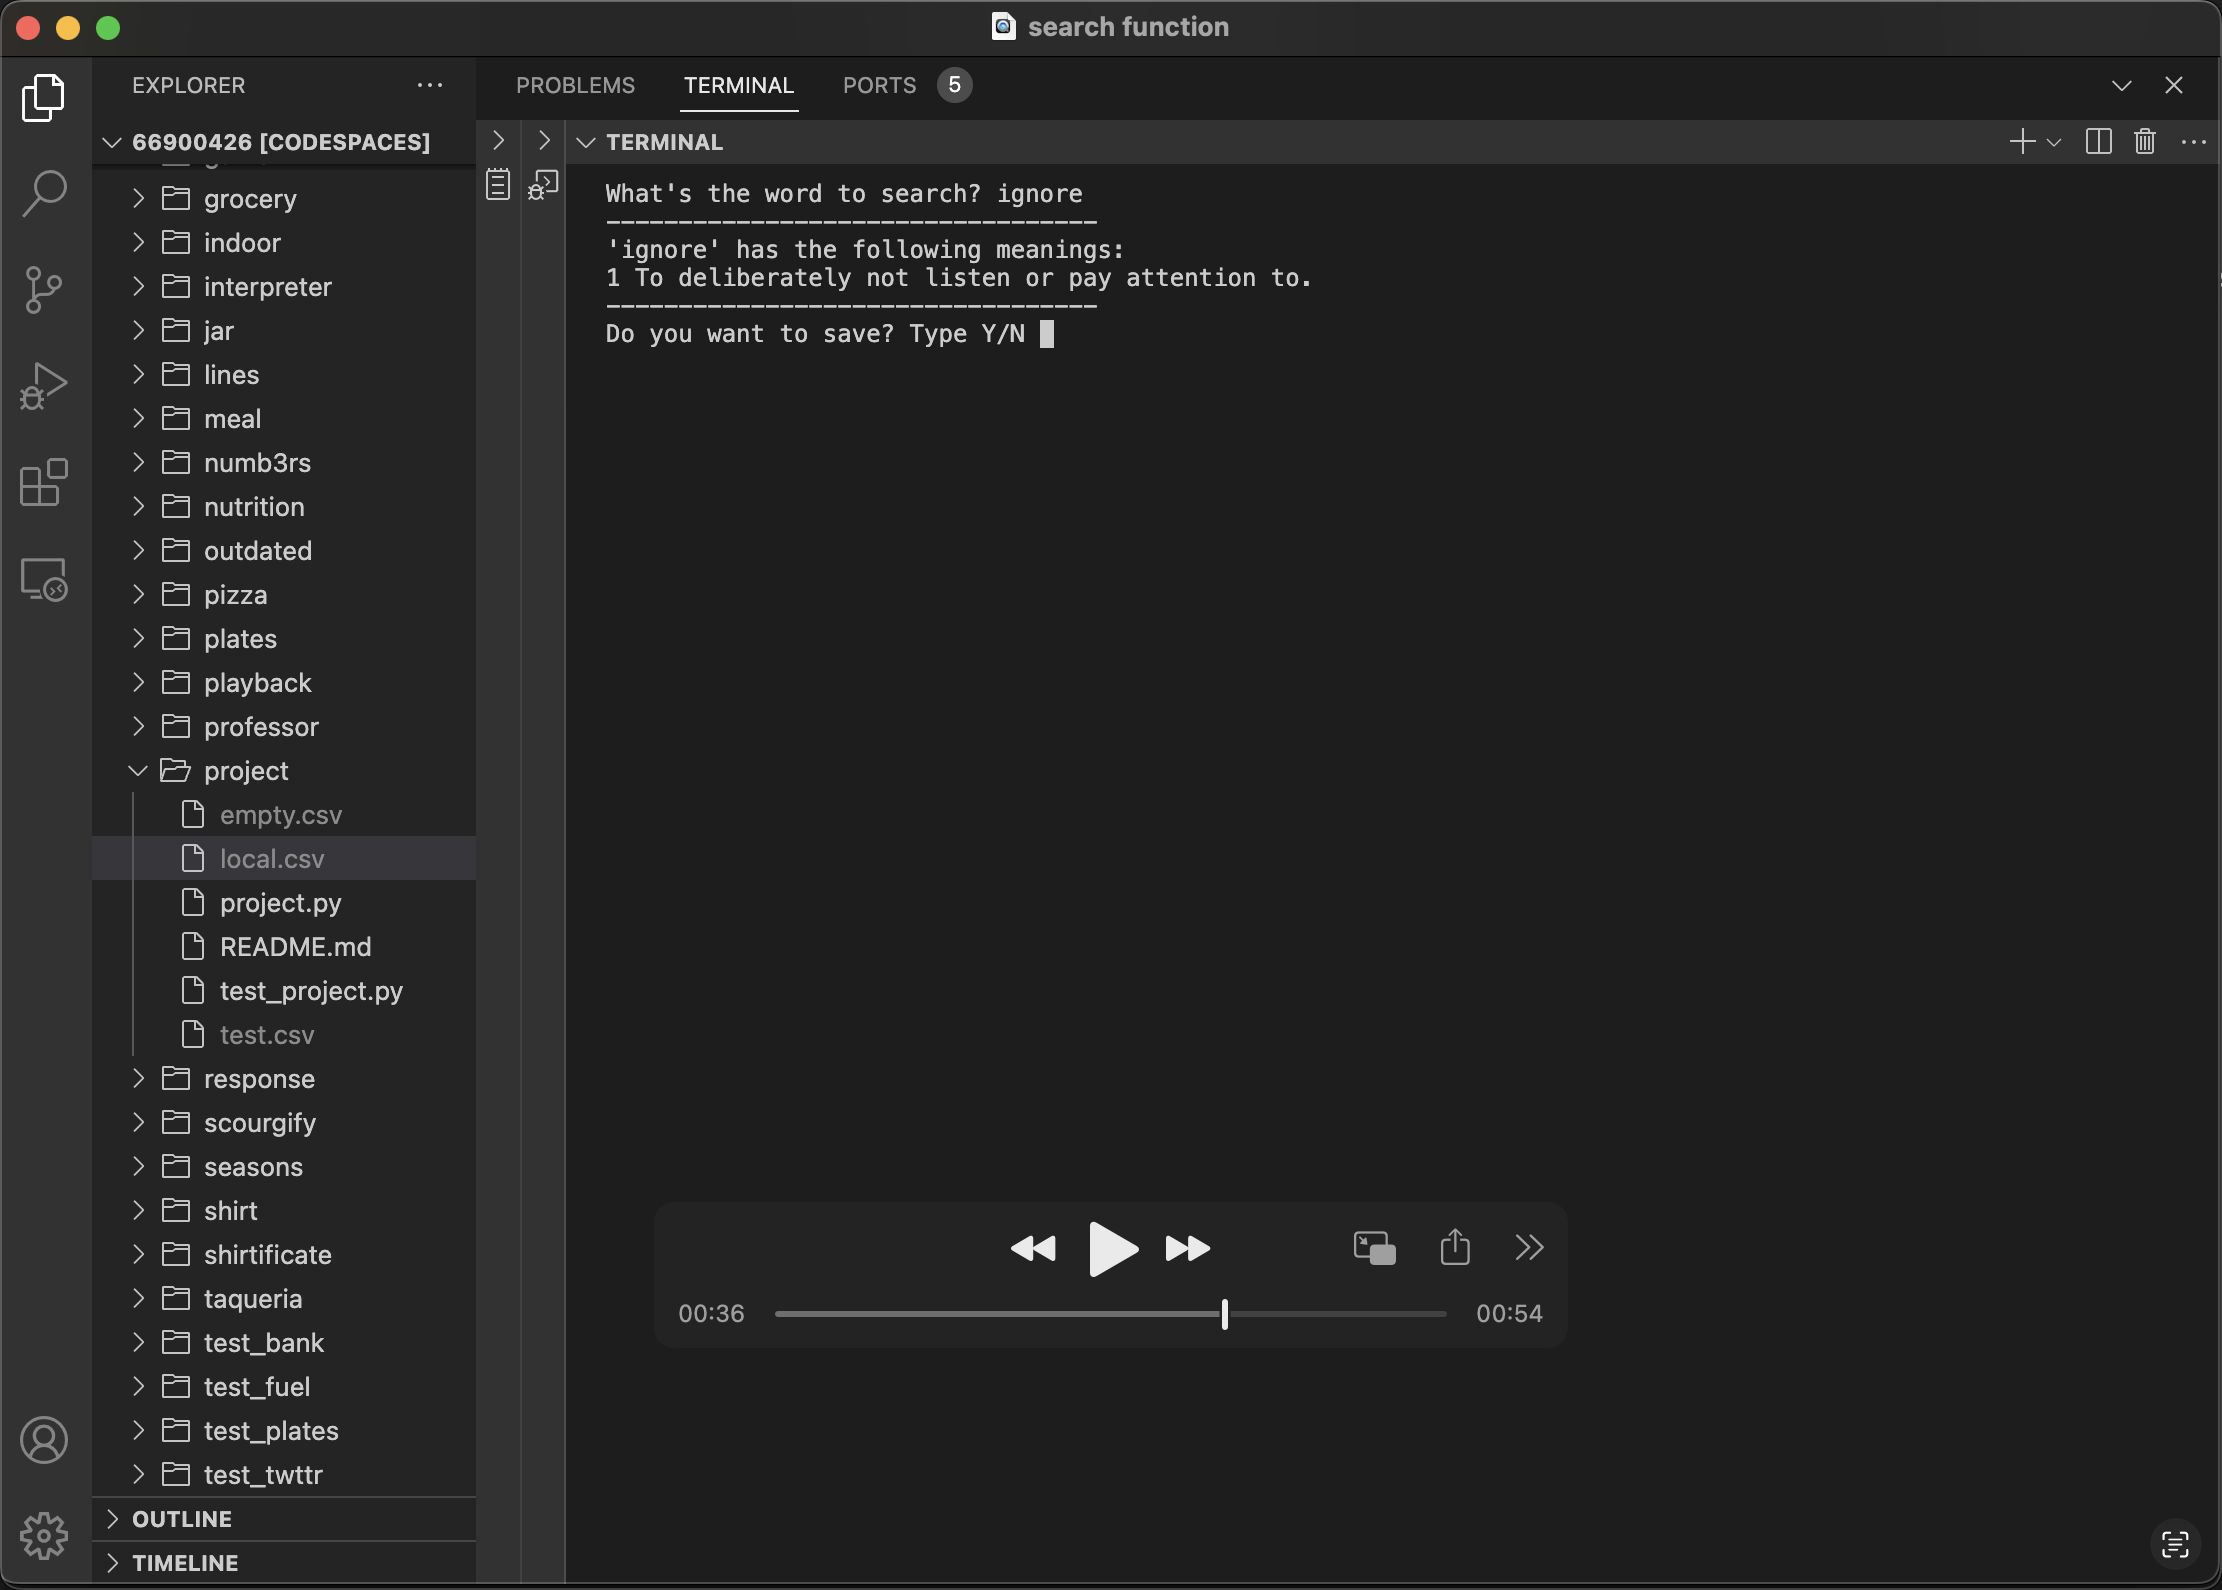 search function
EXPLORER
66900426 [CODESPACES]
grocery
indoor
interpreter
jar
lines
meal
numb3rs
nutrition
outdated
pizza
plates
playback
professor
project
empty.csv
local.csv
project.py
README.md
test_project.py
test.csv
response
scourgify
seasons
shirt
shirtificate
taqueria
test_bank
test_fuel
test_plates
test_twttr
OUTLINE
TIMELINE
PROBLEMS TERMINAL PORTS 5
TERMINAL
What's the word to search? ignore
----------------------------------
'ignore' has the following meanings:
1 To deliberately not listen or pay attention to.
----------------------------------
Do you want to save? Type Y/N
00:36 00:54